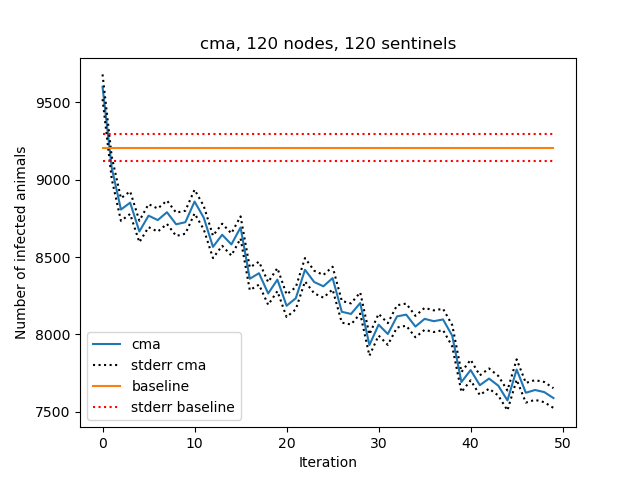 cma, 120 nodes, 120 sentinels
Number of infected animals
9500
9000
8500
8000
7500
cma
stderr cma
baseline
stderr baseline
0 10 20 30 40 50
Iteration